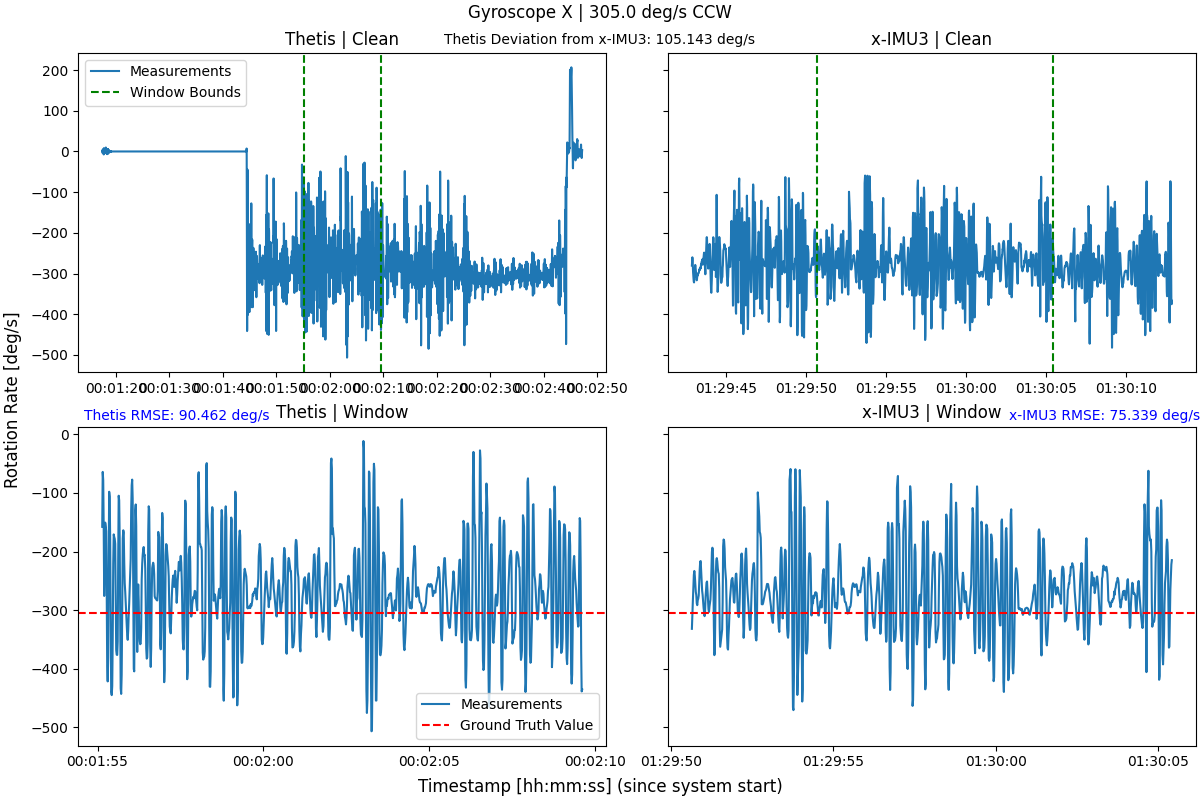 Gyroscope X | 305.0 deg/s CCW
Thetis | Clean
Thetis Deviation from x-IMU3: 105.143 deg/s
x-IMU3 | Clean
Measurements
Window Bounds
200
100
0
−100
−200
−300
−400
−500
00:01:20 00:01:30 00:01:40 00:01:50 00:02:00 00:02:10 00:02:20 00:02:30 00:02:40 00:02:50
01:29:45 01:29:50 01:29:55 01:30:00 01:30:05 01:30:10
Rotation Rate [deg/s]
Thetis RMSE: 90.462 deg/s
Thetis | Window
x-IMU3 | Window
x-IMU3 RMSE: 75.339 deg/s
0
−100
−200
−300
−400
−500
Measurements
Ground Truth Value
00:01:55 00:02:00 00:02:05 00:02:10
01:29:50 01:29:55 01:30:00 01:30:05
Timestamp [hh:mm:ss] (since system start)